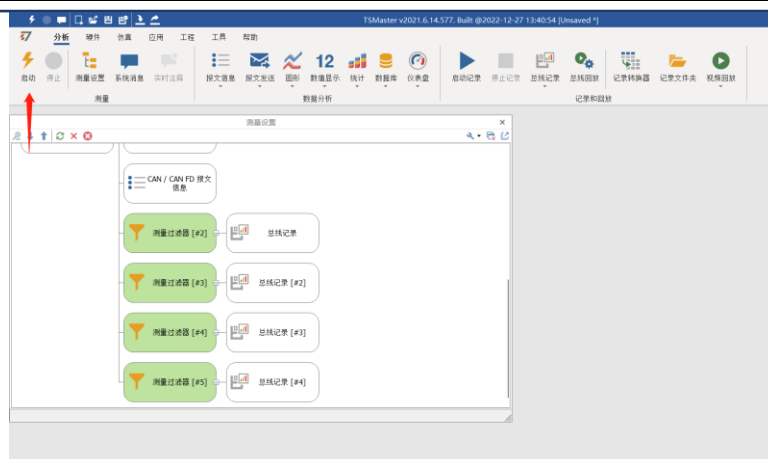 TSMaster v2021.6.14.577. Built @2022-12-27 13:40:54 [Unsaved *]
分析 硬件 仿真 应用 工程 工具 帮助
启动 停止 测量设置 系统消息 实时注释 报文信息 报文发送 图形 12 数值显示 统计 数据库 仪表盘 启动记录 停止记录 总线记录 总线回放 记录转换器 记录文件夹 视频回放
测量 数据分析 记录和回放
测量设置
CAN / CAN FD 报文
信息
测量过滤器 [#2] 总线记录
测量过滤器 [#3] 总线记录 [#2]
测量过滤器 [#4] 总线记录 [#3]
测量过滤器 [#5] 总线记录 [#4]